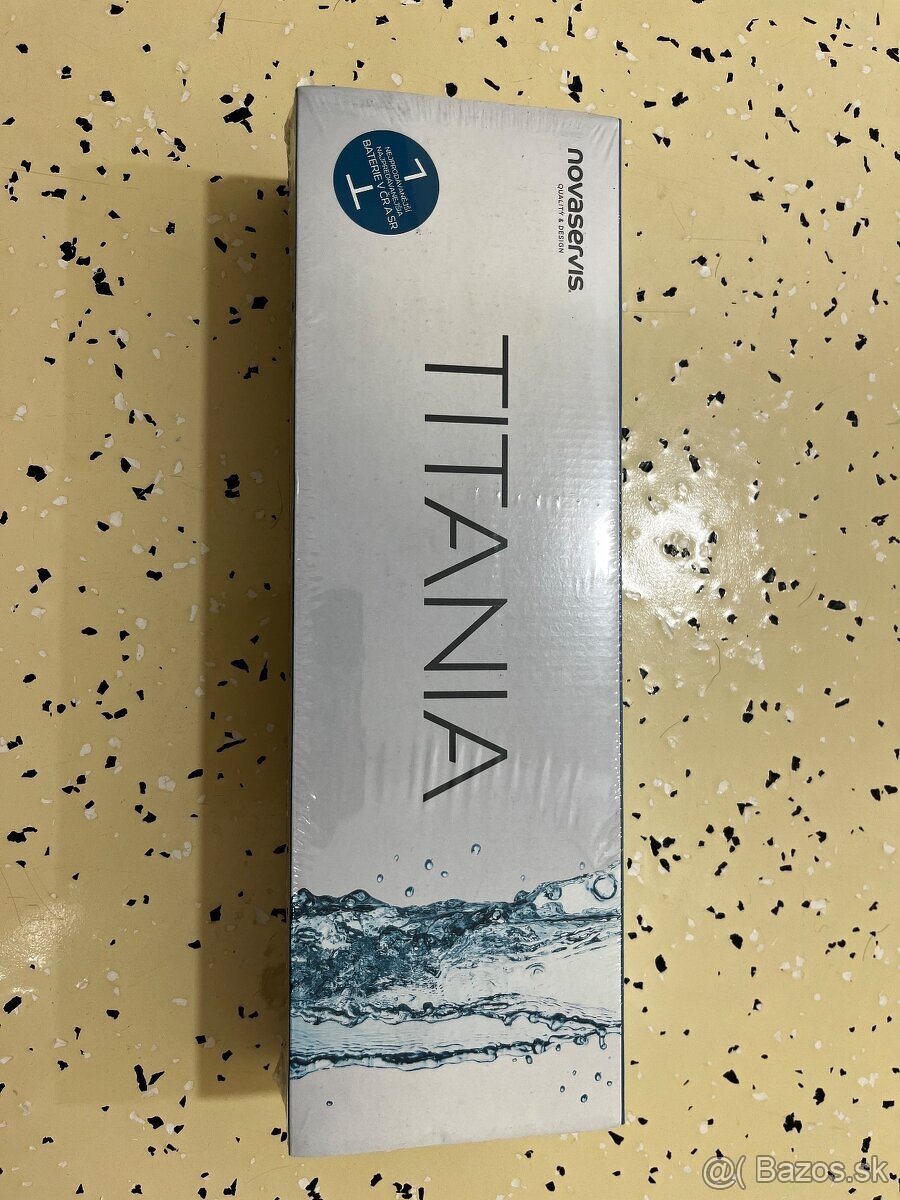 novaservis
QUALITY & DESIGN
TITANIA
1
NEJPRODÁVANĚJŠÍ
NAJPREDÁVANEJŠIA
BATERIE V ČR A SR
@( Bazos.sk